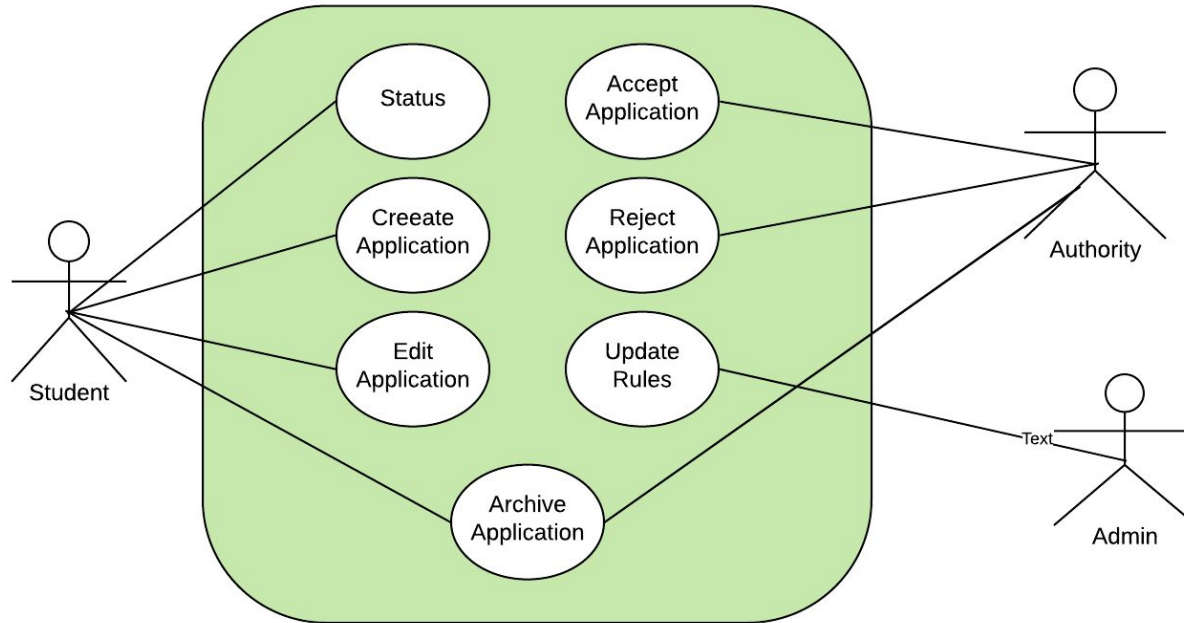 Status
Accept
Application
Creeate
Application
Reject
Application
Authority
Edit
Application
Update
Rules
Student
Text
Archive
Application
Admin